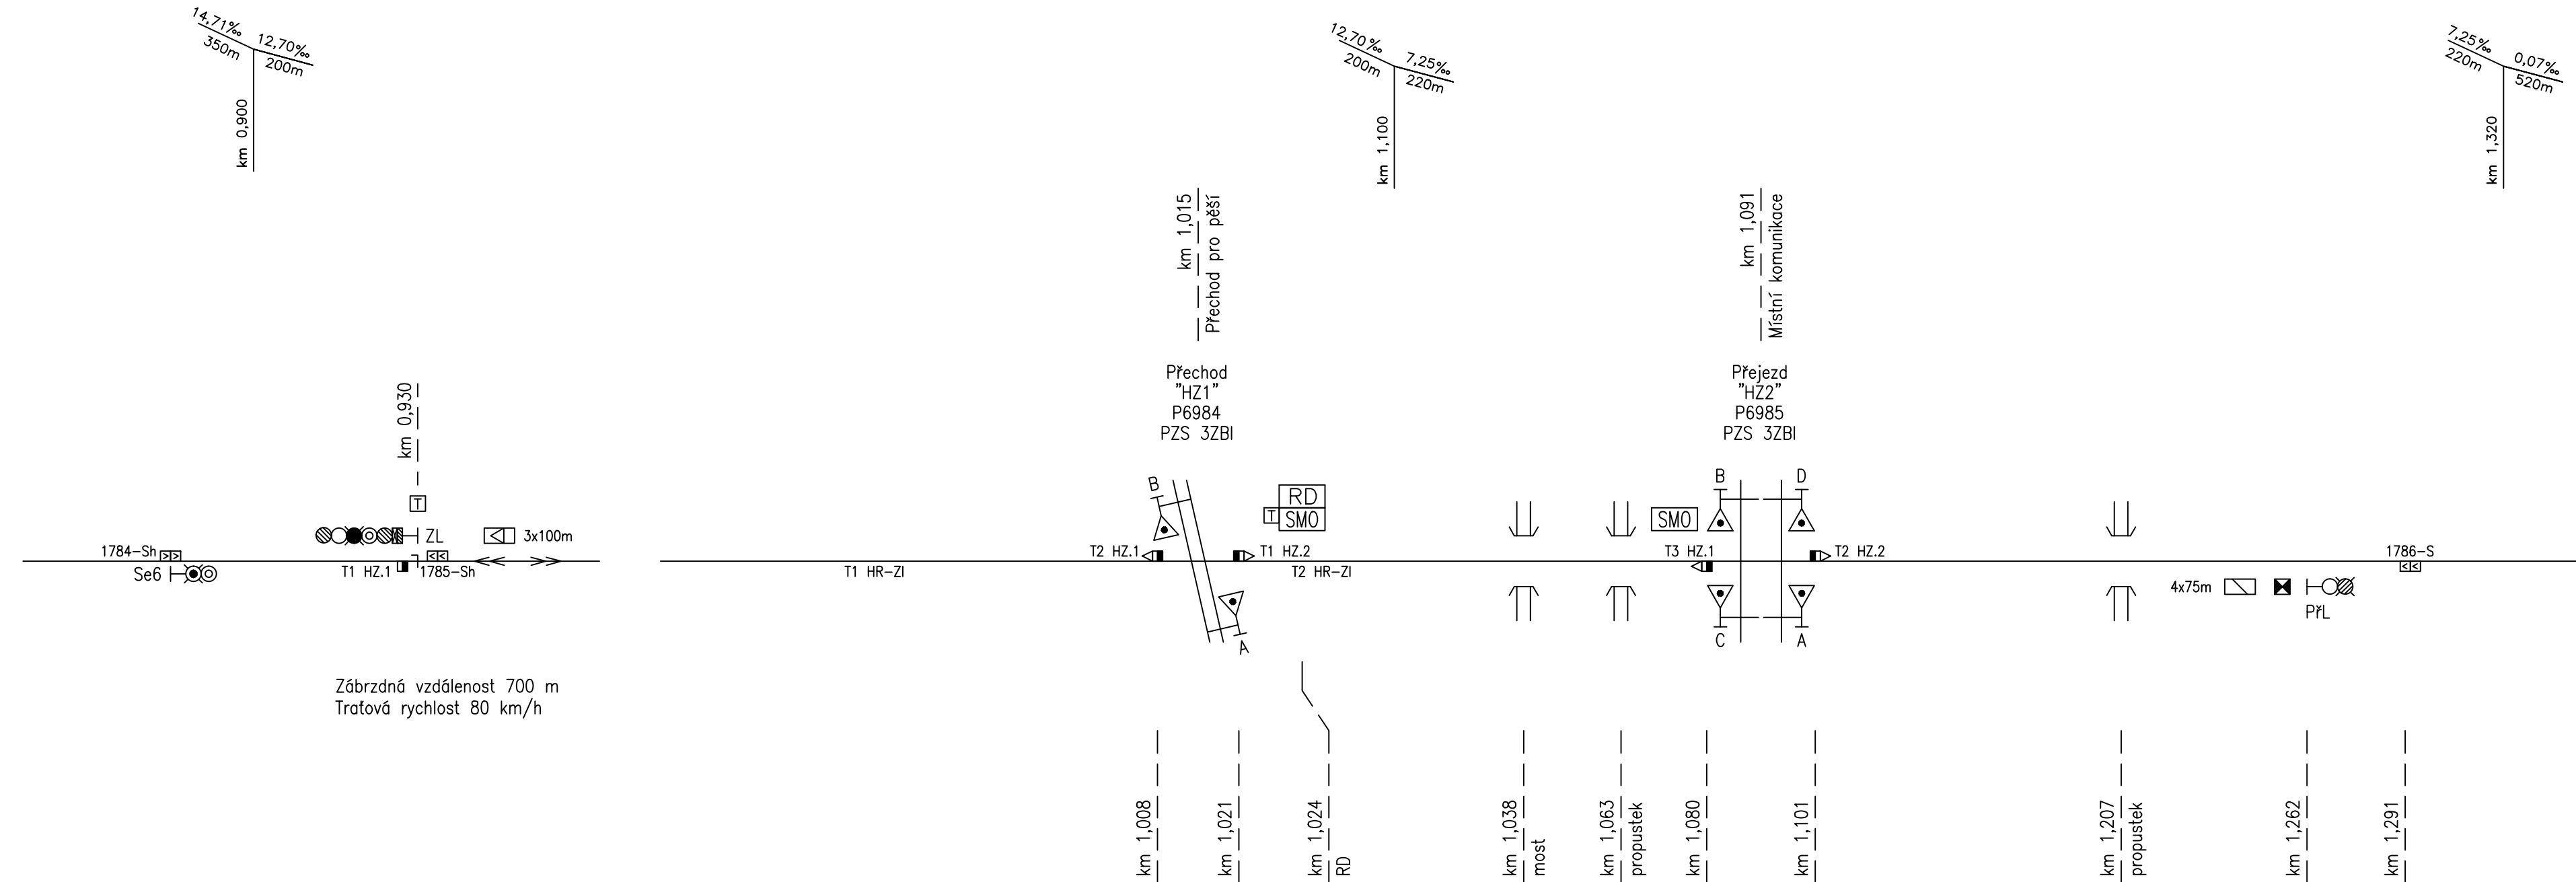 14,71‰
350m
12,70‰
200m
km 0,900
12,70‰
200m
7,25‰
220m
km 1,100
7,25‰
220m
0,07‰
520m
km 1,320
km 1,015
Přechod pro pěší
km 1,091
Místní komunikace
Přechod
"HZ1"
P6984
PZS 3ZBI
Přejezd
"HZ2"
P6985
PZS 3ZBI
km 0,930
T
ZL
3x100m
1784-Sh
Se6
T1 HZ.1
1785-Sh
T1 HR-ZI
T2 HZ.1
B
A
T1 HZ.2
RD
T
SMO
T2 HR-ZI
SMO
T3 HZ.1
B
D
C
A
T2 HZ.2
4x75m
PřL
1786-S
Zábrzdná vzdálenost 700 m
Traťová rychlost 80 km/h
km 1,008
km 1,021
km 1,024
RD
km 1,038
most
km 1,063
propustek
km 1,080
km 1,101
km 1,207
propustek
km 1,262
km 1,291